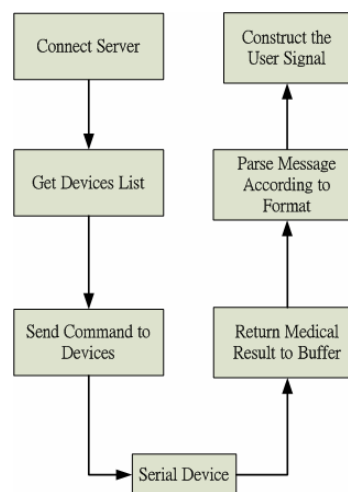 Connect Server
Get Devices List
Send Command to
Devices
Serial Device
Return Medical
Result to Buffer
Parse Message
According to
Format
Construct the
User Signal